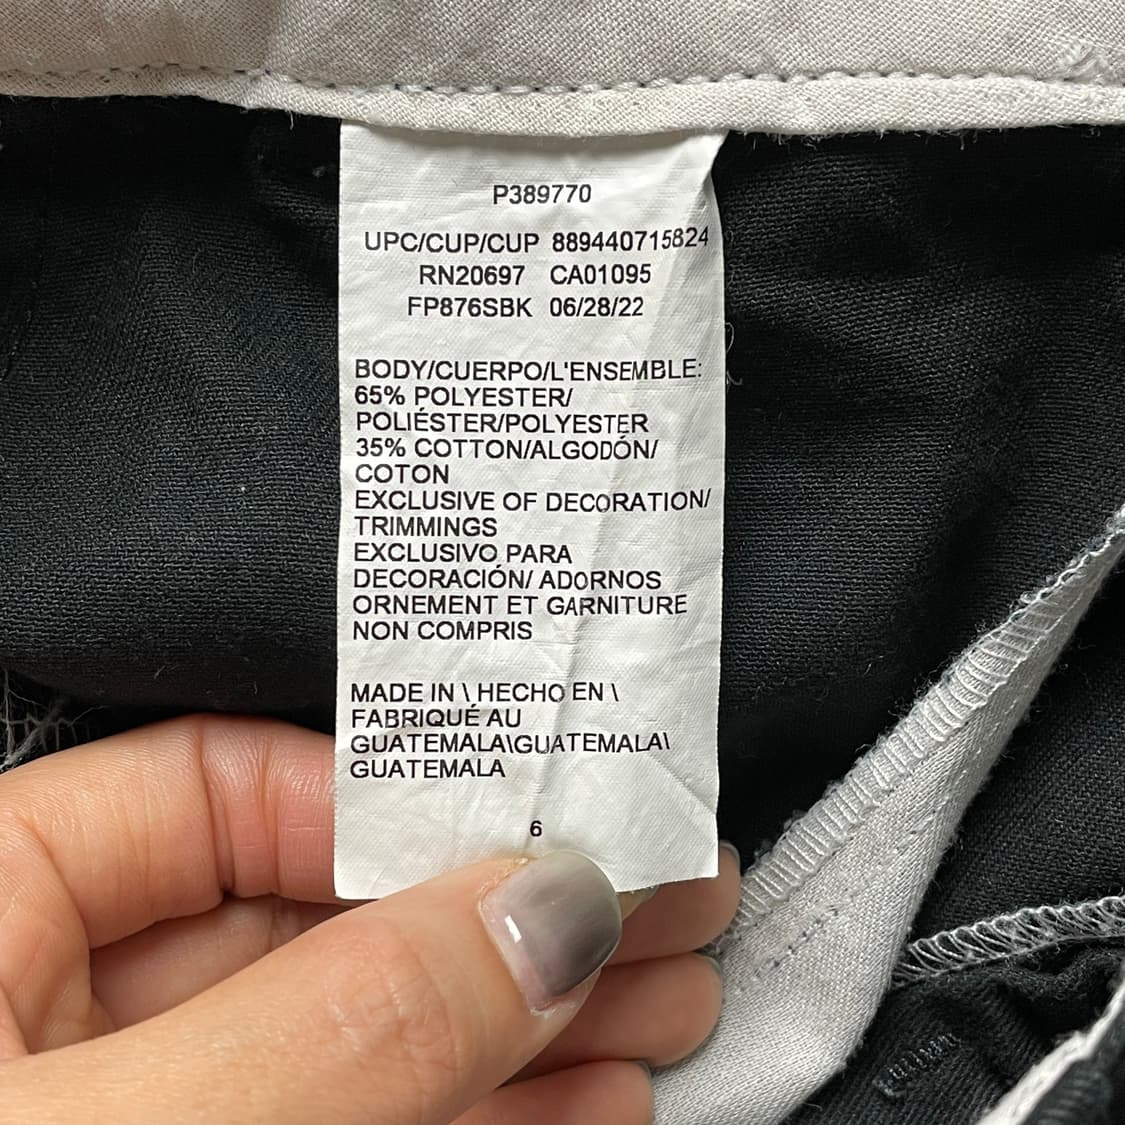 P389770
UPC/CUP/CUP 889440715824
RN20697 CA01095
FP876SBK 06/28/22
BODY/CUERPO/L'ENSEMBLE:
65% POLYESTER/
POLIÉSTER/POLYESTER
35% COTTON/ALGODÓN/
COTON
EXCLUSIVE OF DECORATION/
TRIMMINGS
EXCLUSIVO PARA
DECORACIÓN/ ADORNOS
ORNEMENT ET GARNITURE
NON COMPRIS
MADE IN \ HECHO EN \
FABRIQUÉ AU
GUATEMALA\GUATEMALA\
GUATEMALA
6